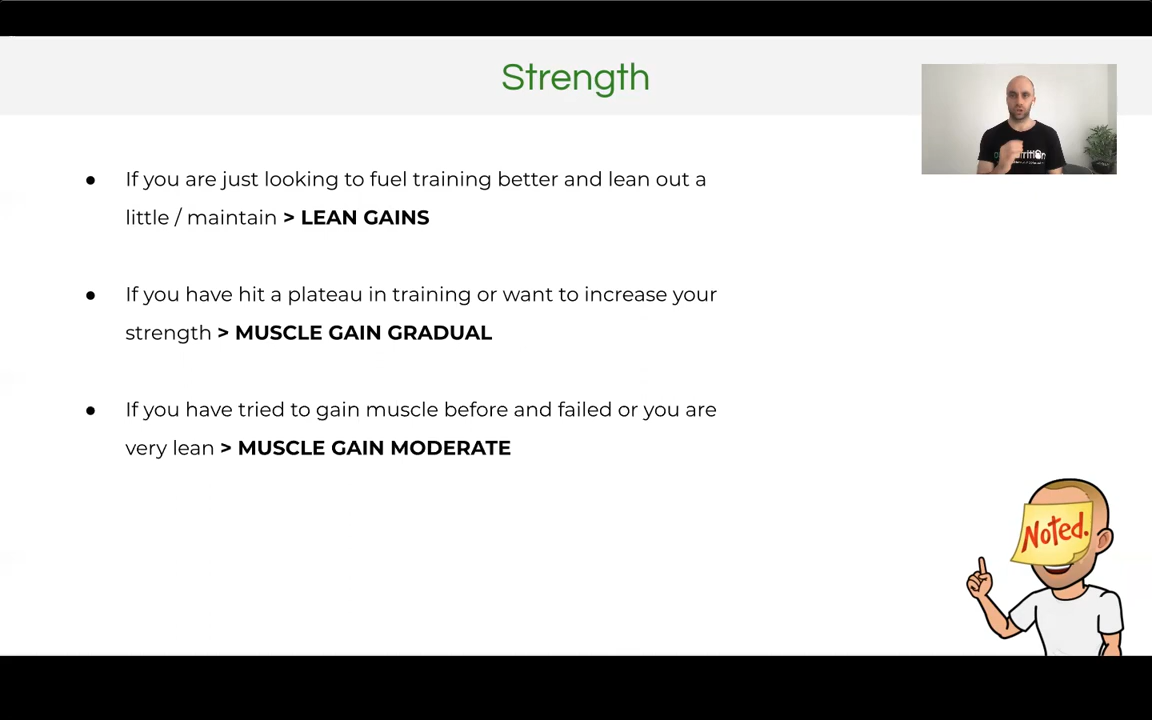 Strength
● If you are just looking to fuel training better and lean out a
little / maintain > LEAN GAINS
● If you have hit a plateau in training or want to increase your
strength > MUSCLE GAIN GRADUAL
● If you have tried to gain muscle before and failed or you are
very lean > MUSCLE GAIN MODERATE
Noted.